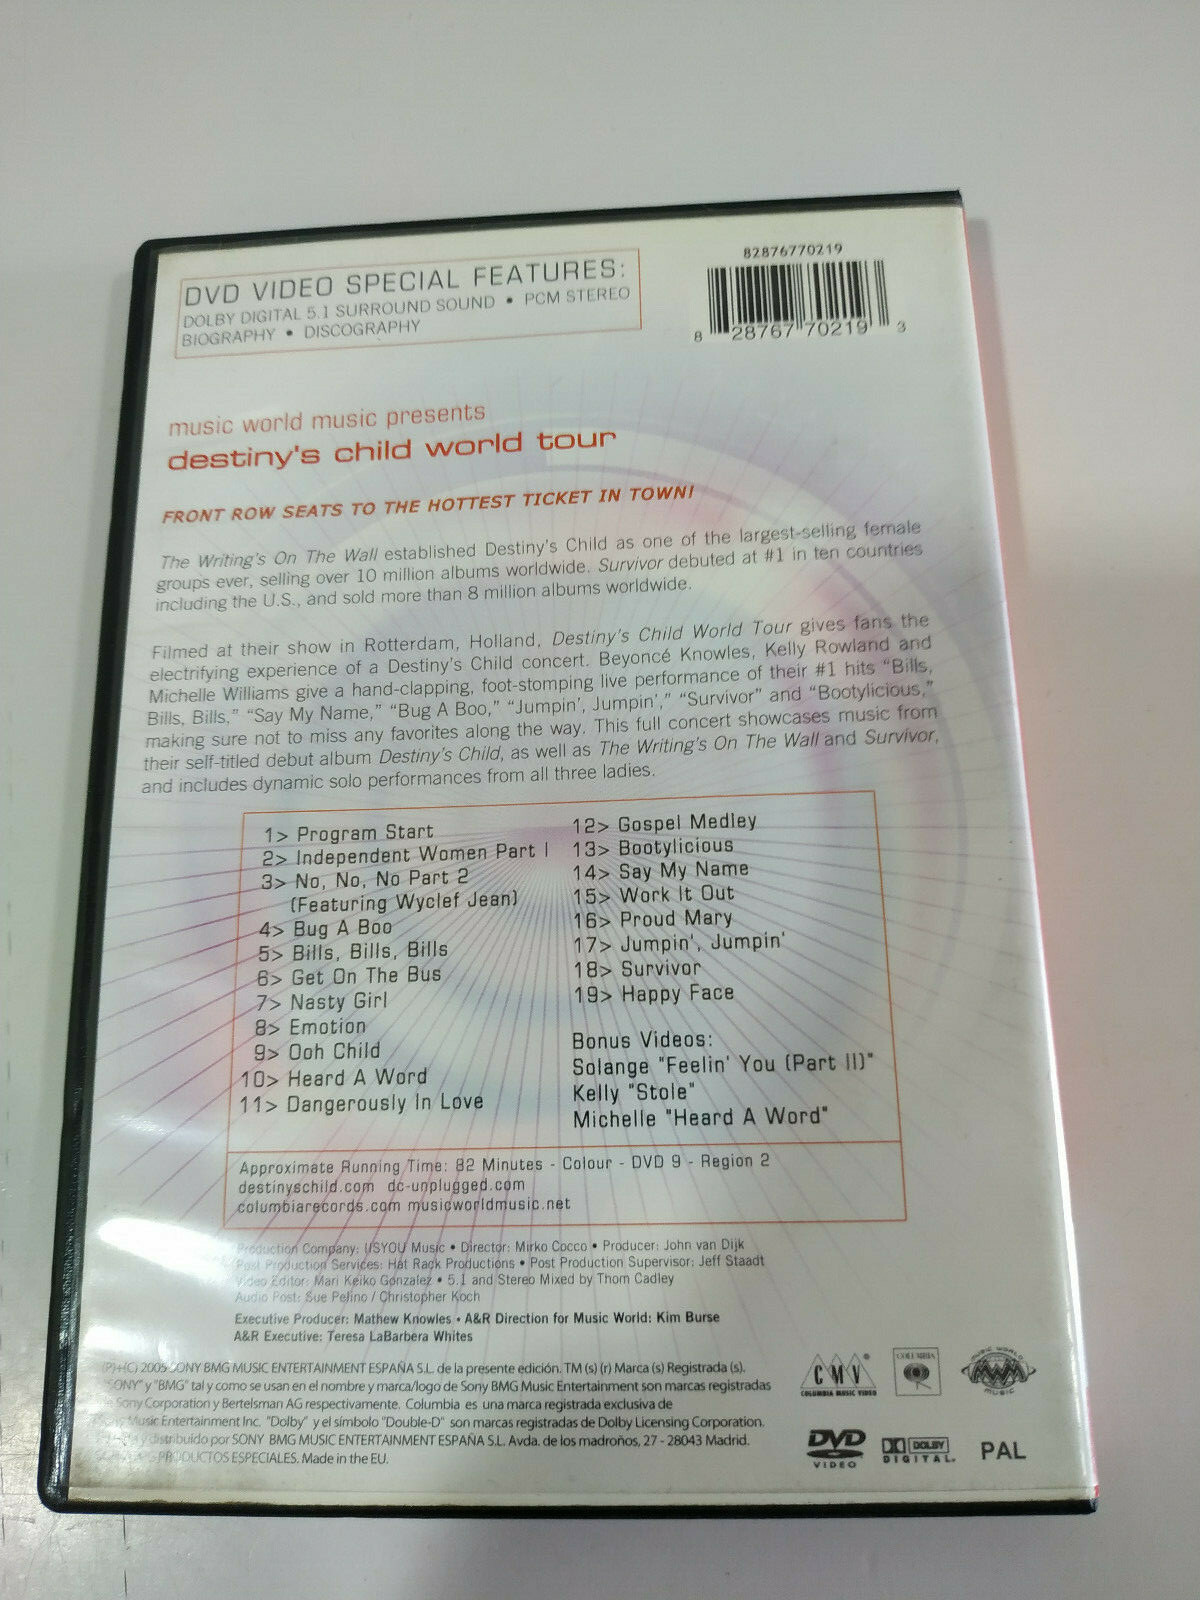 DVD VIDEO SPECIAL FEATURES:
DOLBY DIGITAL 5.1 SURROUND SOUND • PCM STEREO
BIOGRAPHY • DISCOGRAPHY
82876770219
8 28767 70219 3
music world music presents
destiny's child world tour
FRONT ROW SEATS TO THE HOTTEST TICKET IN TOWN!
The Writing's On The Wall established Destiny's Child as one of the largest-selling female
groups ever, selling over 10 million albums worldwide. Survivor debuted at #1 in ten countries
including the U.S., and sold more than 8 million albums worldwide.
Filmed at their show in Rotterdam, Holland, Destiny's Child World Tour gives fans the
electrifying experience of a Destiny's Child concert. Beyoncé Knowles, Kelly Rowland and
Michelle Williams give a hand-clapping, foot-stomping live performance of their #1 hits "Bills,
Bills, Bills," "Say My Name," "Bug A Boo," "Jumpin', Jumpin'," "Survivor" and "Bootylicious,"
making sure not to miss any favorites along the way. This full concert showcases music from
their self-titled debut album Destiny's Child, as well as The Writing's On The Wall and Survivor,
and includes dynamic solo performances from all three ladies.
1> Program Start
2> Independent Women Part I
3> No, No, No Part 2
(Featuring Wyclef Jean)
4> Bug A Boo
5> Bills, Bills, Bills
6> Get On The Bus
7> Nasty Girl
8> Emotion
9> Ooh Child
10> Heard A Word
11> Dangerously In Love
12> Gospel Medley
13> Bootylicious
14> Say My Name
15> Work It Out
16> Proud Mary
17> Jumpin', Jumpin'
18> Survivor
19> Happy Face
Bonus Videos:
Solange "Feelin' You (Part II)"
Kelly "Stole"
Michelle "Heard A Word"
Approximate Running Time: 82 Minutes - Colour - DVD 9 - Region 2
destinyschild.com dc-unplugged.com
columbiarecords.com musicworldmusic.net
Production Company: USYOU Music • Director: Mirko Cocco • Producer: John van Dijk
Post Production Services: Hat Rack Productions • Post Production Supervisor: Jeff Staadt
Video Editor: Mari Keiko Gonzalez • 5.1 and Stereo Mixed by Thom Cadley
Audio Post: Sue Pelino / Christopher Koch
Executive Producer: Mathew Knowles • A&R Direction for Music World: Kim Burse
A&R Executive: Teresa LaBarbera Whites
(P)+(C) 2005 SONY BMG MUSIC ENTERTAINMENT ESPAÑA S.L. de la presente edición. TM (s) (r) Marca (s) Registrada (s).
"SONY" y "BMG" tal y como se usan en el nombre y marca/logo de Sony BMG Music Entertainment son marcas registradas
Sony Corporation y Bertelsman AG respectivamente. Columbia es una marca registrada exclusiva de
Sony Music Entertainment Inc. "Dolby" y el símbolo "Double-D" son marcas registradas de Dolby Licensing Corporation.
y distribuído por SONY BMG MUSIC ENTERTAINMENT ESPAÑA S.L. Avda. de los madroños, 27 - 28043 Madrid.
PRODUCTOS ESPECIALES. Made in the EU.
CMV
COLUMBIA MUSIC VIDEO
COLUMBIA
MUSIC WORLD
MUSIC
DVD
VIDEO
DOLBY
DIGITAL
PAL